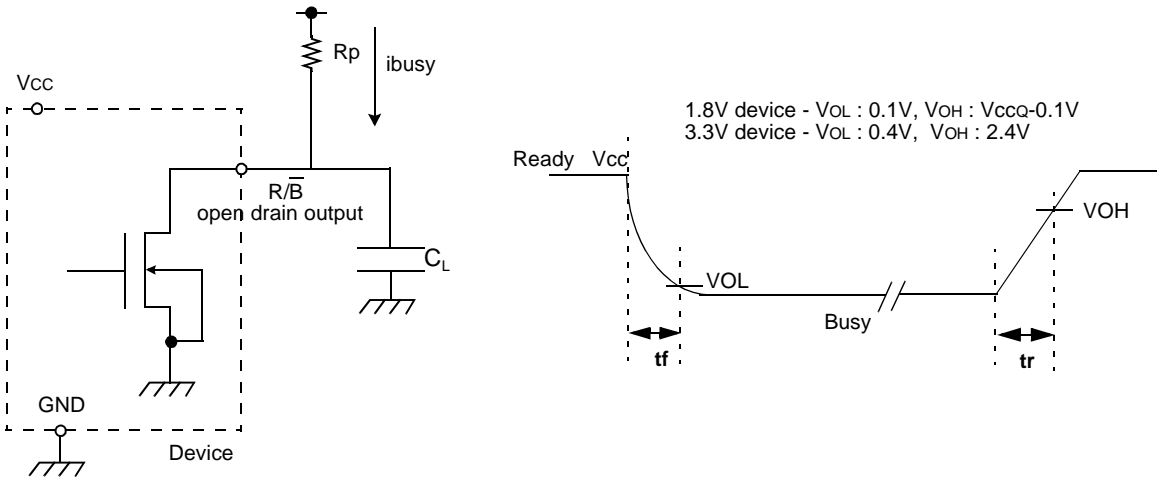 Rp
ibusy
VCC
R/B̅
open drain output
CL
GND
Device
1.8V device - VOL : 0.1V, VOH : VccQ-0.1V
3.3V device - VOL : 0.4V, VOH : 2.4V
Ready Vcc
VOH
VOL
Busy
tf
tr